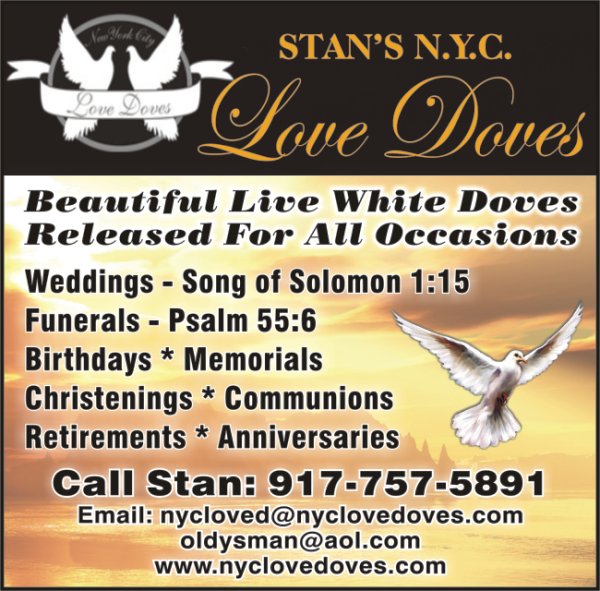 New York City
Love Doves
STAN'S N.Y.C.
Love Doves
Beautiful Live White Doves
Released For All Occasions
Weddings - Song of Solomon 1:15
Funerals - Psalm 55:6
Birthdays * Memorials
Christenings * Communions
Retirements * Anniversaries
Call Stan: 917-757-5891
Email: nycloved@nyclovedoves.com
oldysman@aol.com
www.nyclovedoves.com